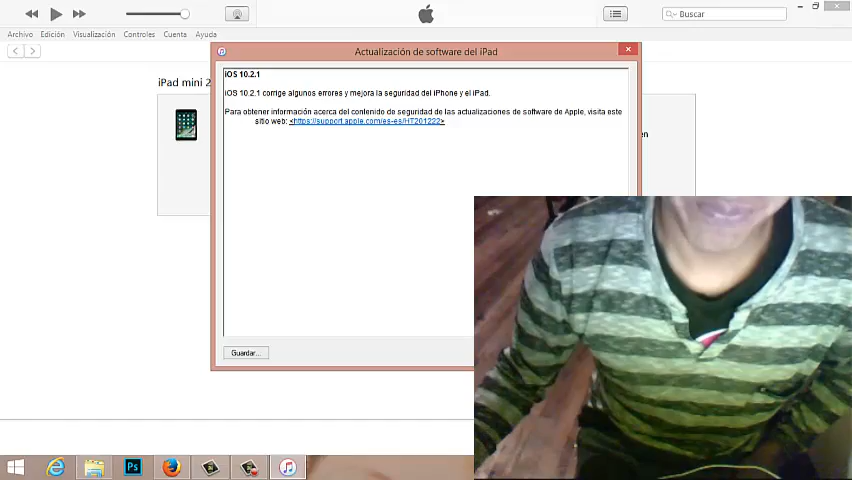 Buscar
Archivo Edición Visualización Controles Cuenta Ayuda
Actualización de software del iPad
iPad mini 2
iOS 10.2.1
iOS 10.2.1 corrige algunos errores y mejora la seguridad del iPhone y el iPad.
Para obtener información acerca del contenido de seguridad de las actualizaciones de software de Apple, visita este
sitio web: <https://support.apple.com/es-es/HT201222>
en
Guardar...
Ps